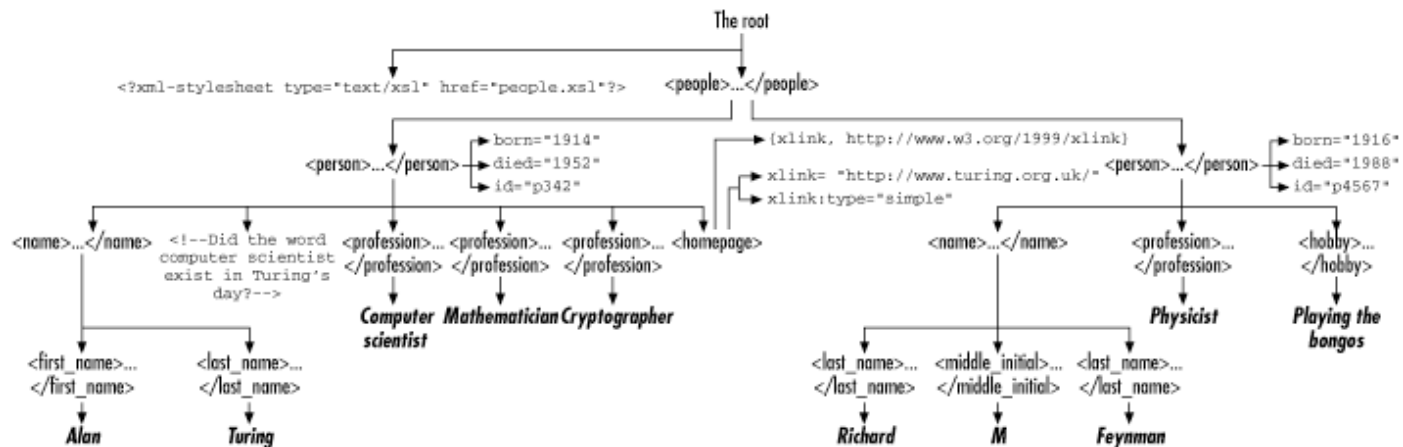 The root
<?xml-stylesheet type="text/xsl" href="people.xsl"?>
<people>...</people>
<person>...</person>
born="1914"
died="1952"
id="p342"
{xlink, http://www.w3.org/1999/xlink}
xlink= "http://www.turing.org.uk/"
xlink:type="simple"
<person>...</person>
born="1916"
died="1988"
id="p4567"
<name>...</name>
<!--Did the word
computer scientist
exist in Turing's
day?-->
<profession>...
</profession>
<profession>...
</profession>
<profession>...
</profession>
<homepage>
<name>...</name>
<profession>...
</profession>
<hobby>...
</hobby>
Computer
scientist
Mathematician
Cryptographer
Physicist
Playing the
bongos
<first_name>...
</first_name>
<last_name>...
</last_name>
<last_name>...
</last_name>
<middle_initial>...
</middle_initial>
<last_name>...
</last_name>
Alan
Turing
Richard
M
Feynman